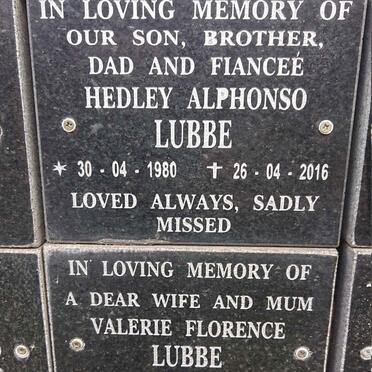 IN LOVING MEMORY OF
OUR SON, BROTHER,
DAD AND FIANCEÉ
HEDLEY ALPHONSO
LUBBE
* 30 - 04 - 1980 ✝ 26 - 04 - 2016
LOVED ALWAYS, SADLY
MISSED
IN LOVING MEMORY OF
A DEAR WIFE AND MUM
VALERIE FLORENCE
LUBBE